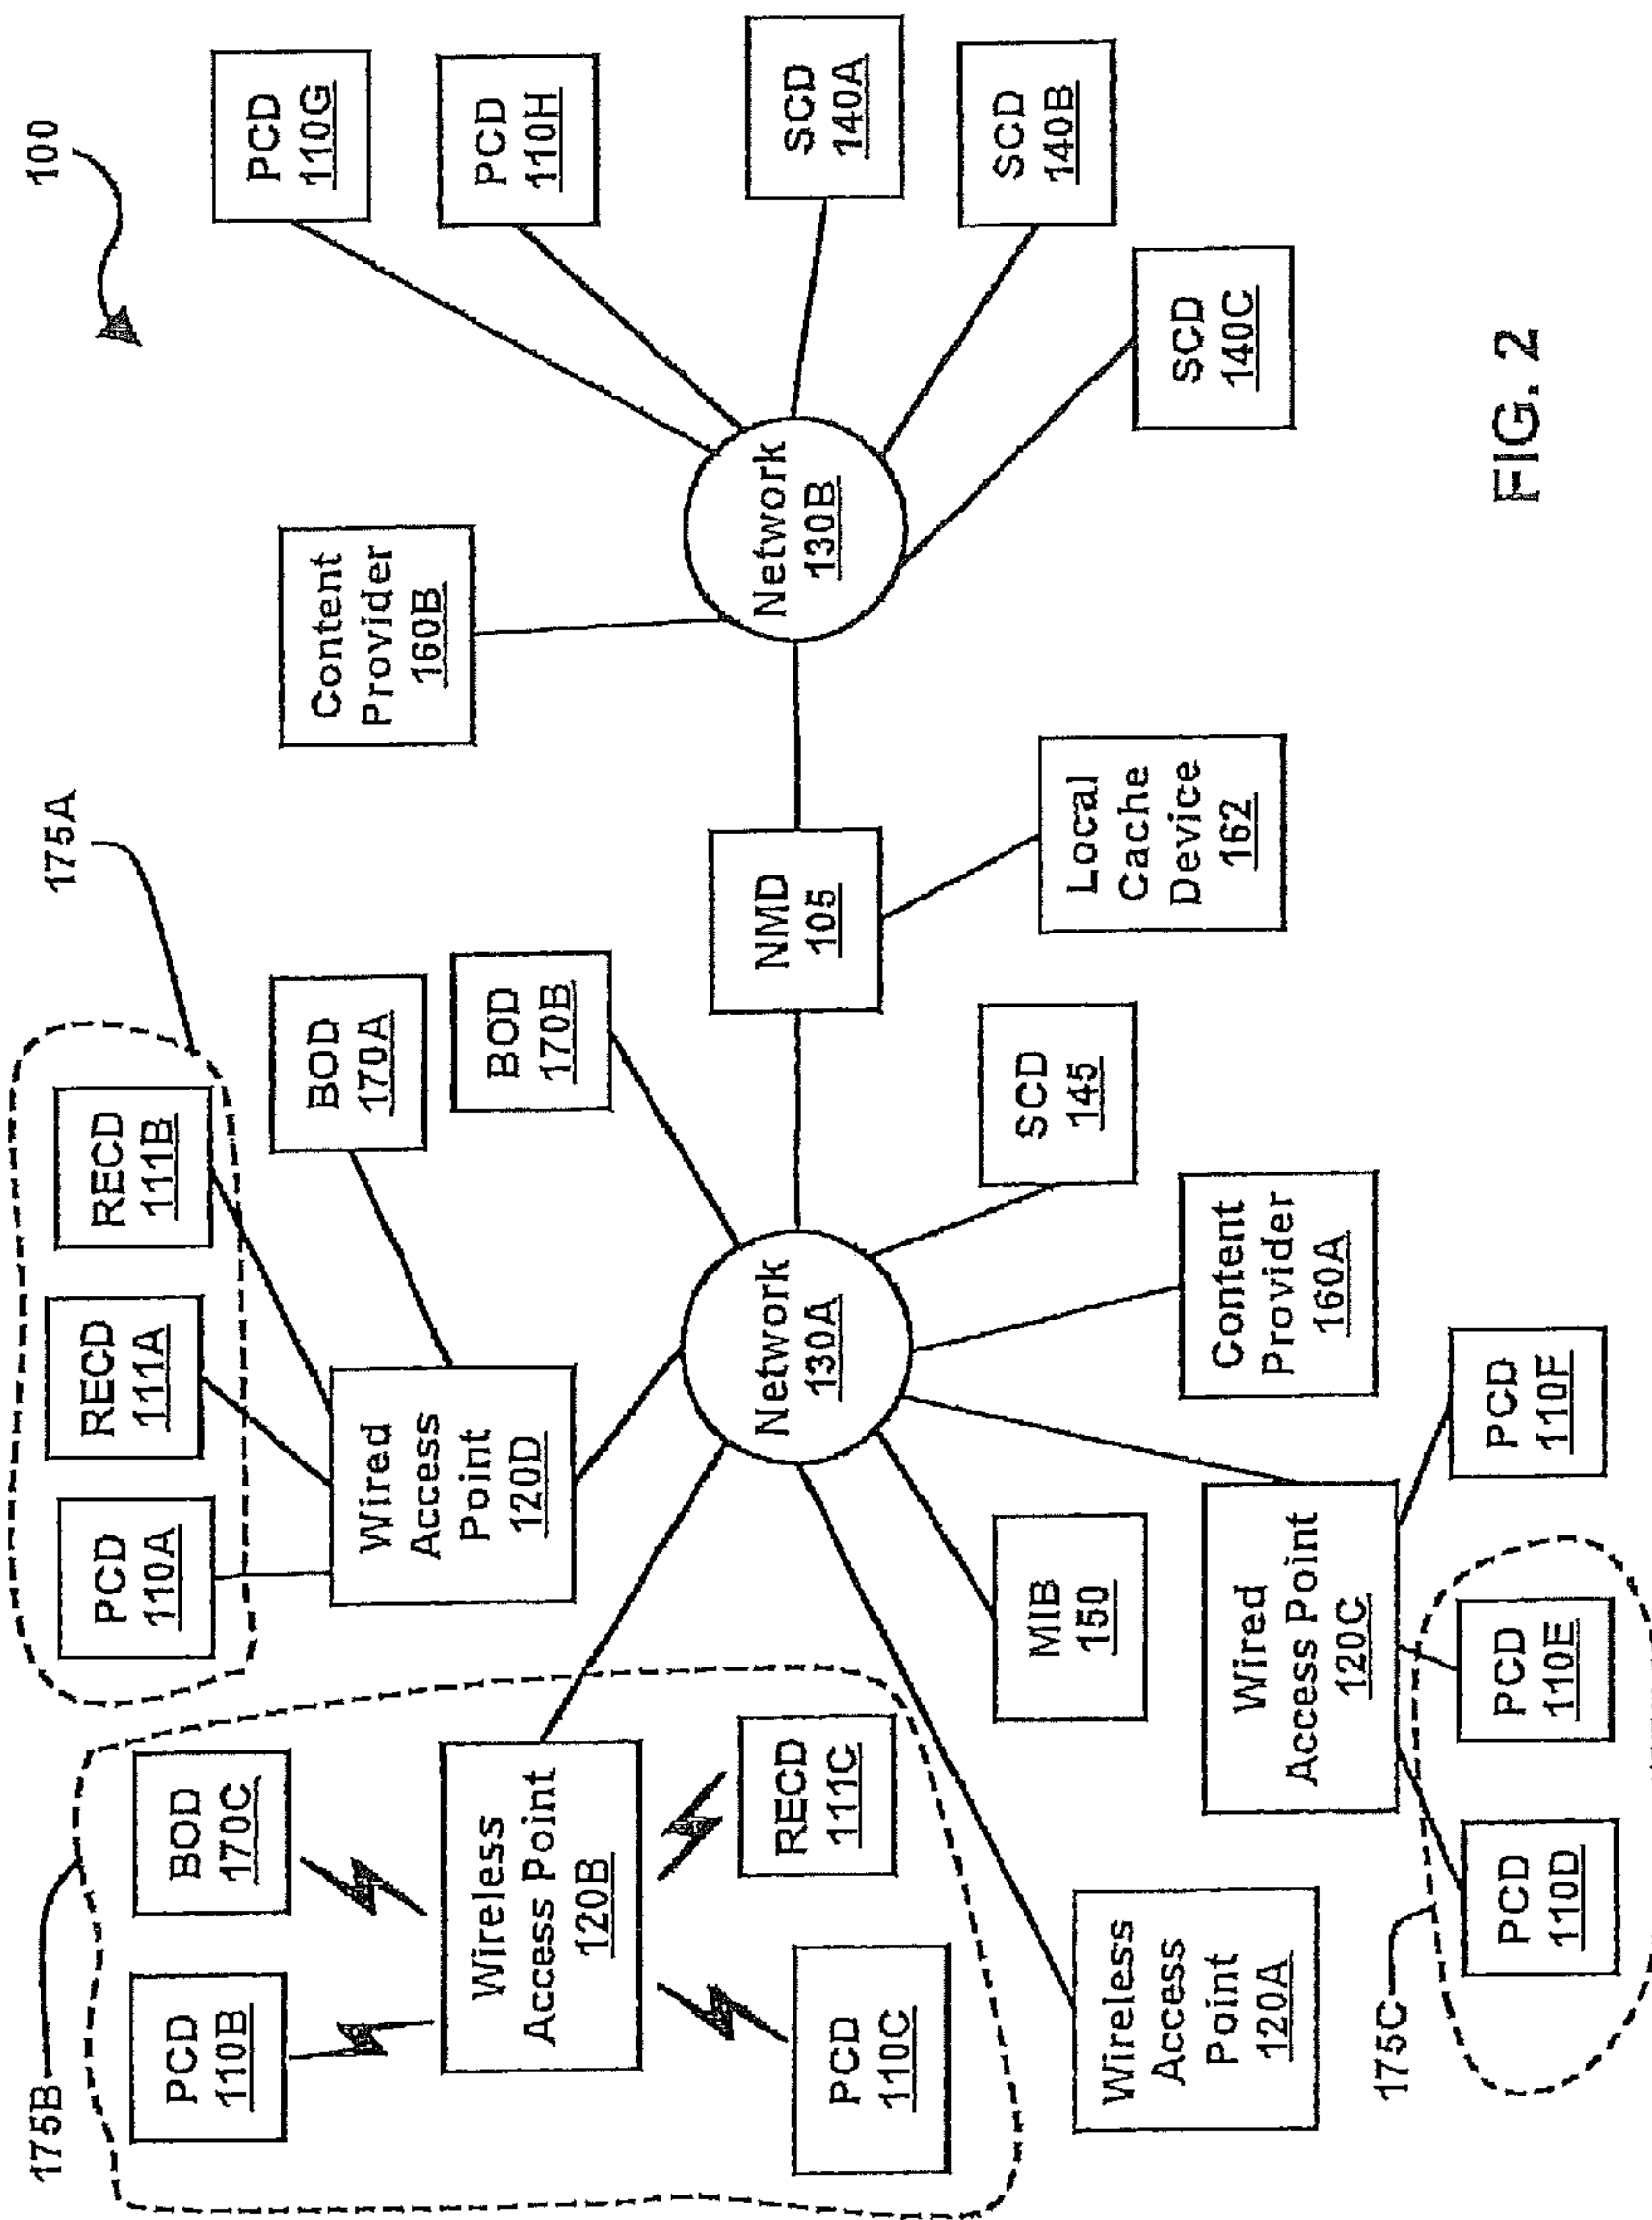 100
175A
175B
PCD
110A
RECD
111A
RECD
111B
PCD
110B
BOD
170C
Wireless
Access Point
120B
PCD
110C
RECD
111C
Wired
Access
Point
120D
BOD
170A
BOD
170B
Content
Provider
160B
PCD
110G
PCD
110H
Network
130A
NMD
105
Network
130B
SCD
140A
SCD
140B
SCD
140C
Wireless
Access
Point
120A
MIB
150
SCD
145
Local
Cache
Device
162
Wired
Access Point
120C
Content
Provider
160A
175C
PCD
110D
PCD
110E
PCD
110F
FIG. 2